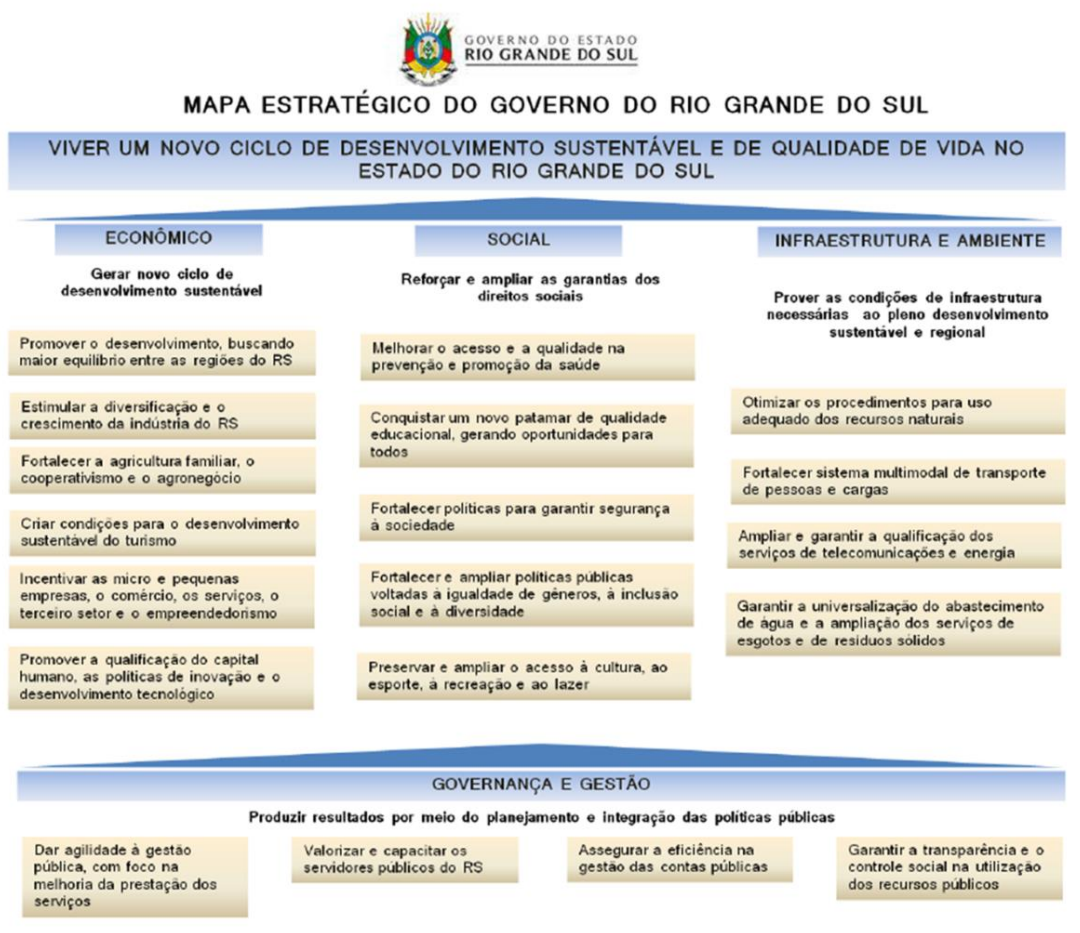 GOVERNO DO ESTADO
RIO GRANDE DO SUL
MAPA ESTRATÉGICO DO GOVERNO DO RIO GRANDE DO SUL
VIVER UM NOVO CICLO DE DESENVOLVIMENTO SUSTENTÁVEL E DE QUALIDADE DE VIDA NO
ESTADO DO RIO GRANDE DO SUL
ECONÔMICO
Gerar novo ciclo de
desenvolvimento sustentável
Promover o desenvolvimento, buscando
maior equilíbrio entre as regiões do RS
Estimular a diversificação e o
crescimento da indústria do RS
Fortalecer a agricultura familiar, o
cooperativismo e o agronegócio
Criar condições para o desenvolvimento
sustentável do turismo
Incentivar as micro e pequenas
empresas, o comércio, os serviços, o
terceiro setor e o empreendedorismo
Promover a qualificação do capital
humano, as políticas de inovação e o
desenvolvimento tecnológico
SOCIAL
Reforçar e ampliar as garantias dos
direitos sociais
Melhorar o acesso e a qualidade na
prevenção e promoção da saúde
Conquistar um novo patamar de qualidade
educacional, gerando oportunidades para
todos
Fortalecer políticas para garantir segurança
à sociedade
Fortalecer e ampliar políticas públicas
voltadas à igualdade de gêneros, à inclusão
social e à diversidade
Preservar e ampliar o acesso à cultura, ao
esporte, à recreação e ao lazer
INFRAESTRUTURA E AMBIENTE
Prover as condições de infraestrutura
necessárias ao pleno desenvolvimento
sustentável e regional
Otimizar os procedimentos para uso
adequado dos recursos naturais
Fortalecer sistema multimodal de transporte
de pessoas e cargas
Ampliar e garantir a qualificação dos
serviços de telecomunicações e energia
Garantir a universalização do abastecimento
de água e a ampliação dos serviços de
esgotos e de resíduos sólidos
GOVERNANÇA E GESTÃO
Produzir resultados por meio do planejamento e integração das políticas públicas
Dar agilidade à gestão
pública, com foco na
melhoria da prestação dos
serviços
Valorizar e capacitar os
servidores públicos do RS
Assegurar a eficiência na
gestão das contas públicas
Garantir a transparência e o
controle social na utilização
dos recursos públicos